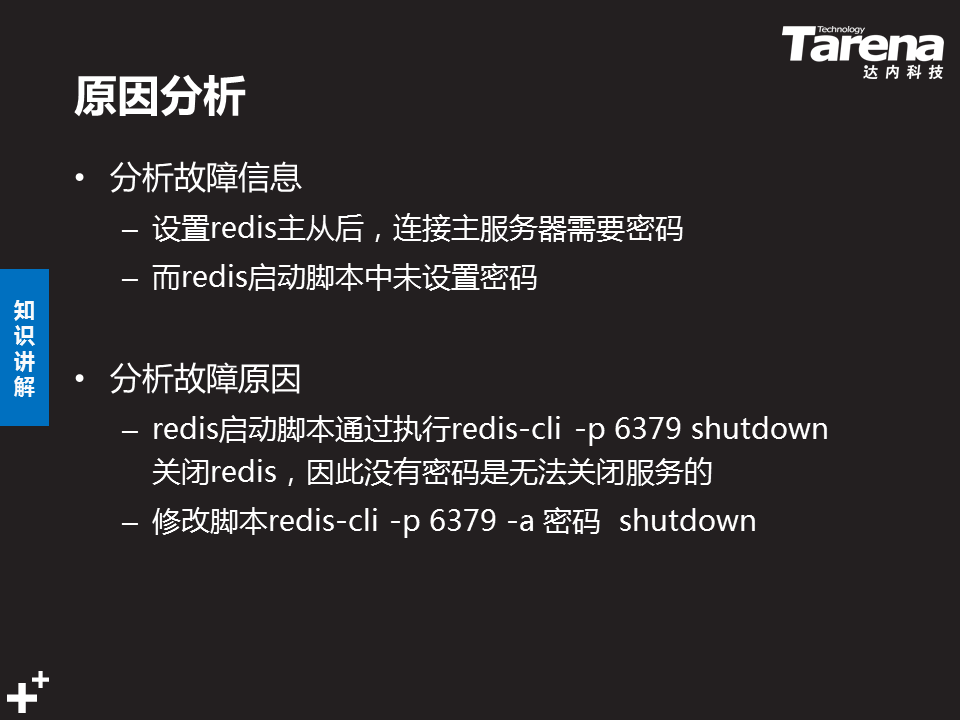 Technology
Tarena
达内科技
原因分析
• 分析故障信息
– 设置redis主从后，连接主服务器需要密码
– 而redis启动脚本中未设置密码
知识讲解
• 分析故障原因
– redis启动脚本通过执行redis-cli -p 6379 shutdown
关闭redis，因此没有密码是无法关闭服务的
– 修改脚本redis-cli -p 6379 -a 密码 shutdown